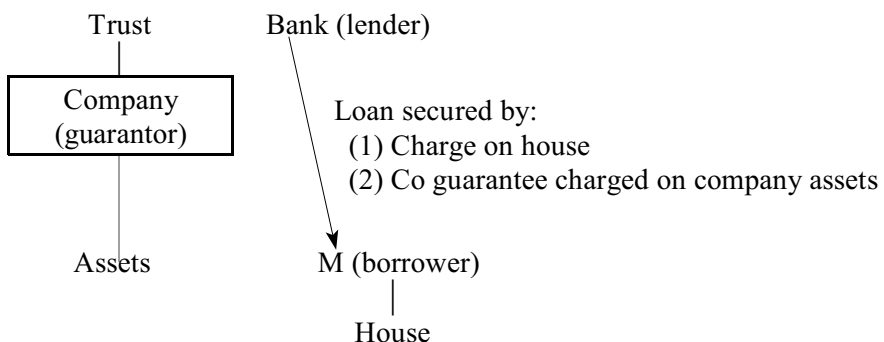 Trust
Bank (lender)
Company
(guarantor)
Loan secured by:
(1) Charge on house
(2) Co guarantee charged on company assets
Assets
M (borrower)
House